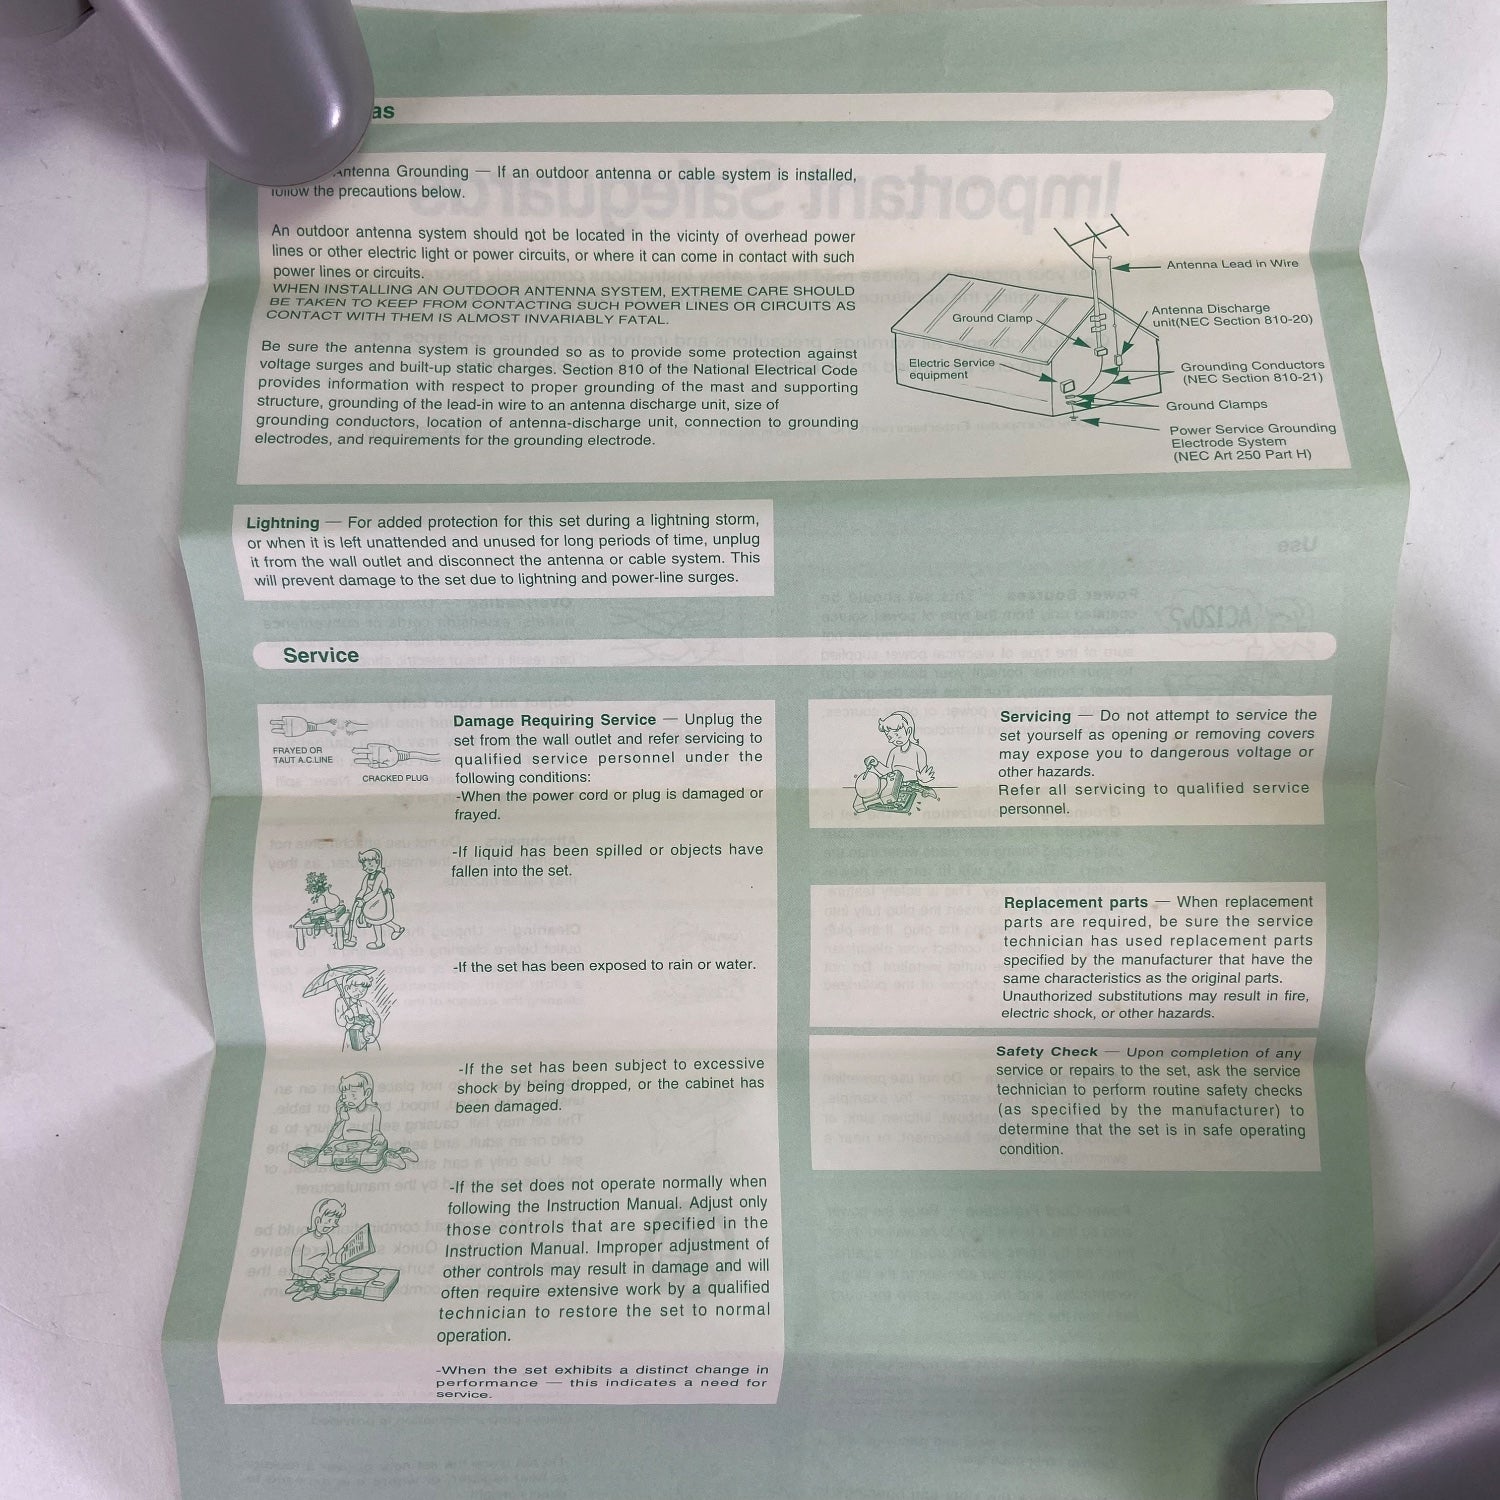 as
Antenna Grounding — If an outdoor antenna or cable system is installed,
follow the precautions below.
An outdoor antenna system should not be located in the vicinty of overhead power
lines or other electric light or power circuits, or where it can come in contact with such
power lines or circuits.
WHEN INSTALLING AN OUTDOOR ANTENNA SYSTEM, EXTREME CARE SHOULD
BE TAKEN TO KEEP FROM CONTACTING SUCH POWER LINES OR CIRCUITS AS
CONTACT WITH THEM IS ALMOST INVARIABLY FATAL.
Be sure the antenna system is grounded so as to provide some protection against
voltage surges and built-up static charges. Section 810 of the National Electrical Code
provides information with respect to proper grounding of the mast and supporting
structure, grounding of the lead-in wire to an antenna discharge unit, size of
grounding conductors, location of antenna-discharge unit, connection to grounding
electrodes, and requirements for the grounding electrode.
Antenna Lead in Wire
Ground Clamp
Antenna Discharge
unit(NEC Section 810-20)
Electric Service
equipment
Grounding Conductors
(NEC Section 810-21)
Ground Clamps
Power Service Grounding
Electrode System
(NEC Art 250 Part H)
Lightning — For added protection for this set during a lightning storm,
or when it is left unattended and unused for long periods of time, unplug
it from the wall outlet and disconnect the antenna or cable system. This
will prevent damage to the set due to lightning and power-line surges.
Service
FRAYED OR
TAUT A.C.LINE
CRACKED PLUG
Damage Requiring Service — Unplug the
set from the wall outlet and refer servicing to
qualified service personnel under the
following conditions:
-When the power cord or plug is damaged or
frayed.
-If liquid has been spilled or objects have
fallen into the set.
-If the set has been exposed to rain or water.
-If the set has been subject to excessive
shock by being dropped, or the cabinet has
been damaged.
-If the set does not operate normally when
following the Instruction Manual. Adjust only
those controls that are specified in the
Instruction Manual. Improper adjustment of
other controls may result in damage and will
often require extensive work by a qualified
technician to restore the set to normal
operation.
-When the set exhibits a distinct change in
performance — this indicates a need for
service.
Servicing — Do not attempt to service the
set yourself as opening or removing covers
may expose you to dangerous voltage or
other hazards.
Refer all servicing to qualified service
personnel.
Replacement parts — When replacement
parts are required, be sure the service
technician has used replacement parts
specified by the manufacturer that have the
same characteristics as the original parts.
Unauthorized substitutions may result in fire,
electric shock, or other hazards.
Safety Check — Upon completion of any
service or repairs to the set, ask the service
technician to perform routine safety checks
(as specified by the manufacturer) to
determine that the set is in safe operating
condition.